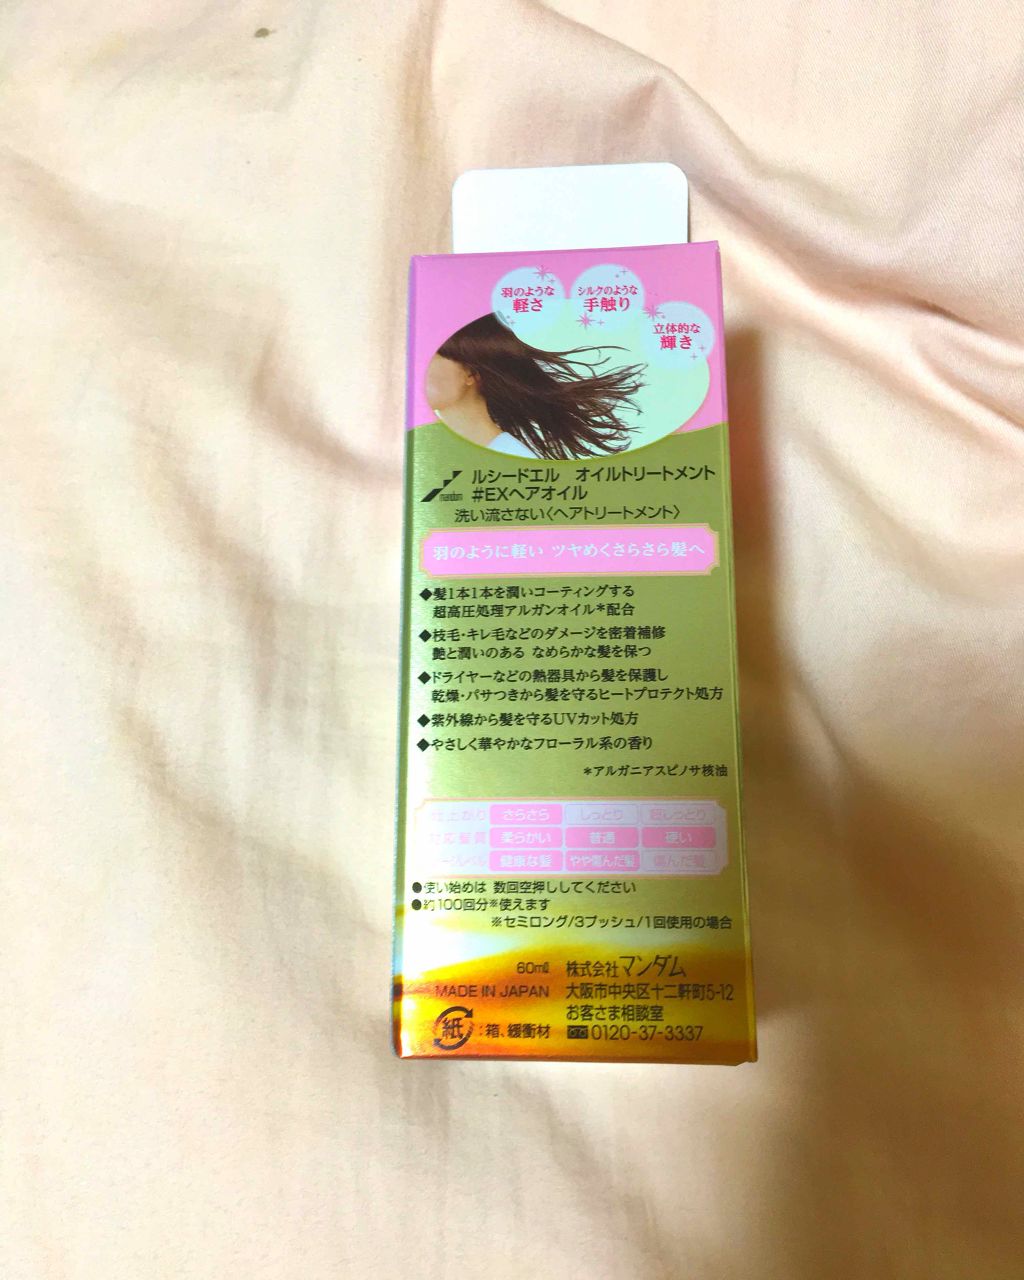 羽のような
軽さ
シルクのような
手触り
立体的な
輝き
mandom
ルシードエル オイルトリートメント
#EXヘアオイル
洗い流さない〈ヘアトリートメント〉
羽のように軽い ツヤめくさらさら髪へ
◆髪1本1本を潤いコーティングする
超高圧処理アルガンオイル*配合
◆枝毛・キレ毛などのダメージを密着補修
艶と潤いのある なめらかな髪を保つ
◆ドライヤーなどの熱器具から髪を保護し
乾燥・パサつきから髪を守るヒートプロテクト処方
◆紫外線から髪を守るUVカット処方
◆やさしく華やかなフローラル系の香り
*アルガニアスピノサ核油
仕上がり さらさら しっとり 超しっとり
対応髪質 柔らかい 普通 硬い
健康な髪 やや傷んだ髪 傷んだ髪
●使い始めは 数回空押ししてください
●約100回分※使えます
※セミロング/3プッシュ/1回使用の場合
60mℓ 株式会社マンダム
MADE IN JAPAN 大阪市中央区十二軒町5-12
お客さま相談室
紙:箱、緩衝材 0120-37-3337